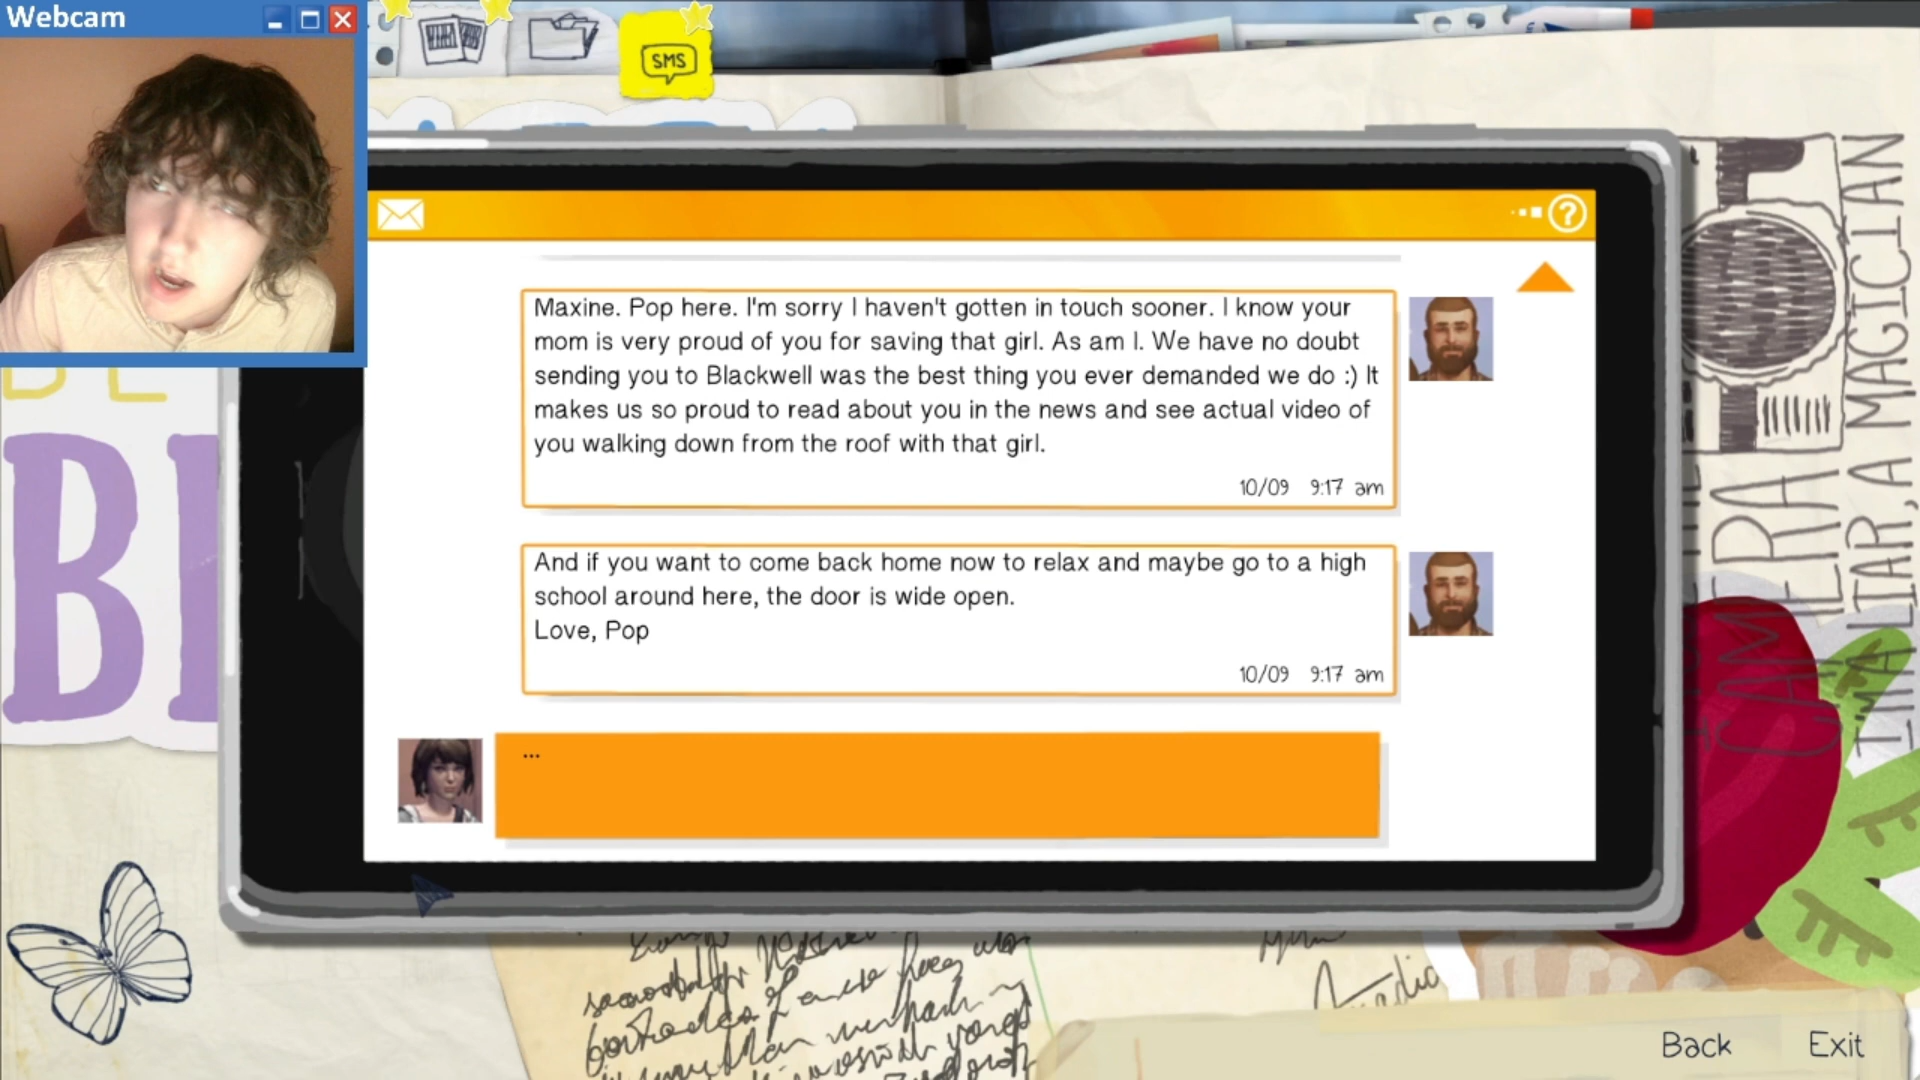 Webcam
SMS
Maxine. Pop here. I'm sorry I haven't gotten in touch sooner. I know your
mom is very proud of you for saving that girl. As am I. We have no doubt
sending you to Blackwell was the best thing you ever demanded we do :) It
makes us so proud to read about you in the news and see actual video of
you walking down from the roof with that girl.
10/09 9:17 am
And if you want to come back home now to relax and maybe go to a high
school around here, the door is wide open.
Love, Pop
10/09 9:17 am
...
?
CAMERA
I'M A LIAR, A MAGICIAN
Back
Exit